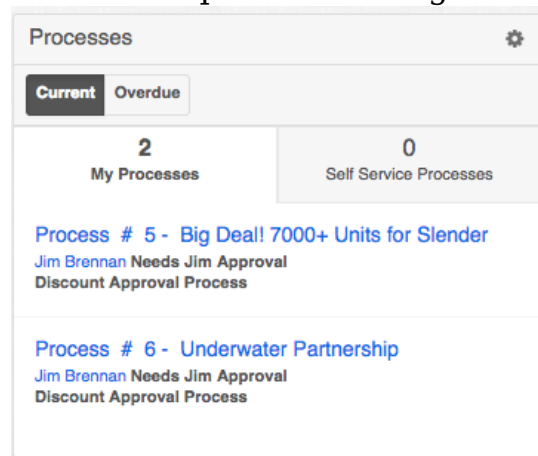 Processes
Current Overdue
2 0
My Processes Self Service Processes
Process # 5 - Big Deal! 7000+ Units for Slender
Jim Brennan Needs Jim Approval
Discount Approval Process
Process # 6 - Underwater Partnership
Jim Brennan Needs Jim Approval
Discount Approval Process